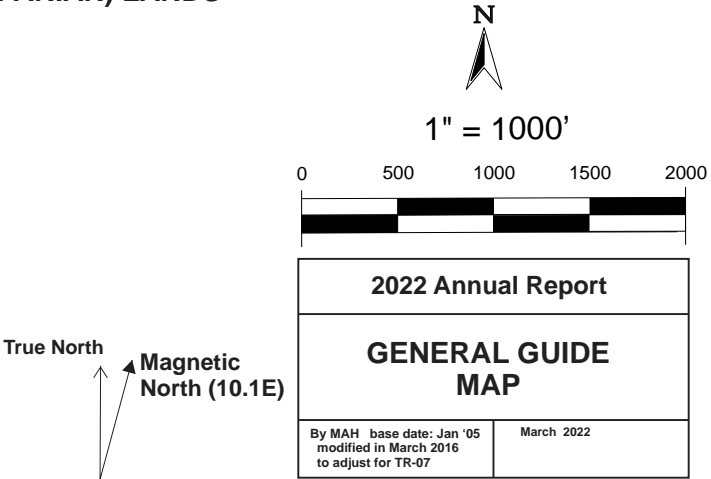 LANDS
N
1" = 1000’
0 500 1000 1500 2000
2022 Annual Report
GENERAL GUIDE
MAP
True North
Magnetic
North (10.1E)
By MAH base date: Jan ‘05
modified in March 2016
to adjust for TR-07
March 2022